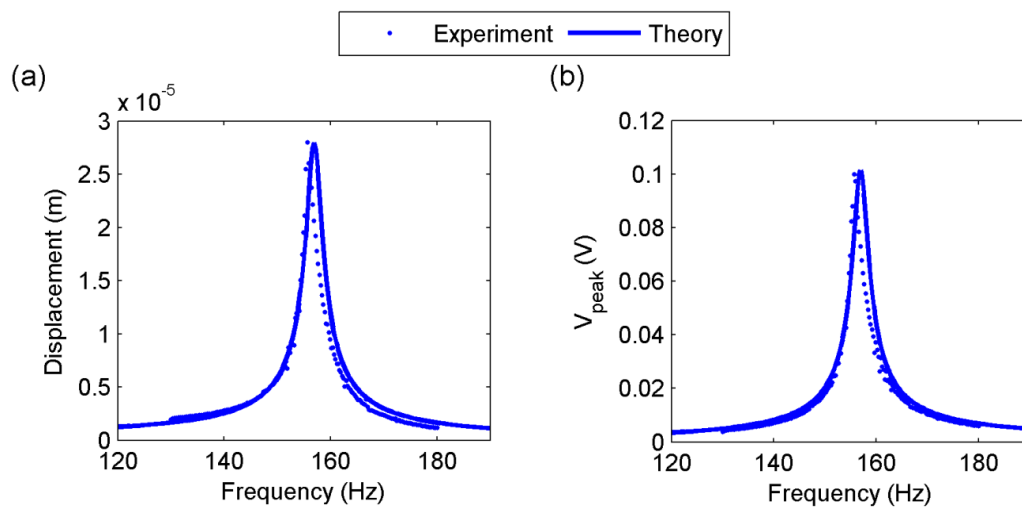 Experiment Theory
(a)
x 10-5
3
2.5
2
1.5
1
0.5
0
120 140 160 180
Displacement (m)
Frequency (Hz)
(b)
0.12
0.1
0.08
0.06
0.04
0.02
0
120 140 160 180
Vpeak (V)
Frequency (Hz)